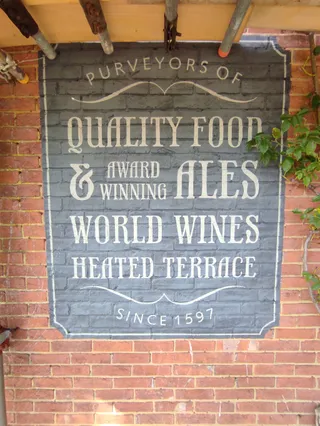 PURVEYORS OF
QUALITY FOOD
& AWARD WINNING ALES
WORLD WINES
HEATED TERRACE
SINCE 1597